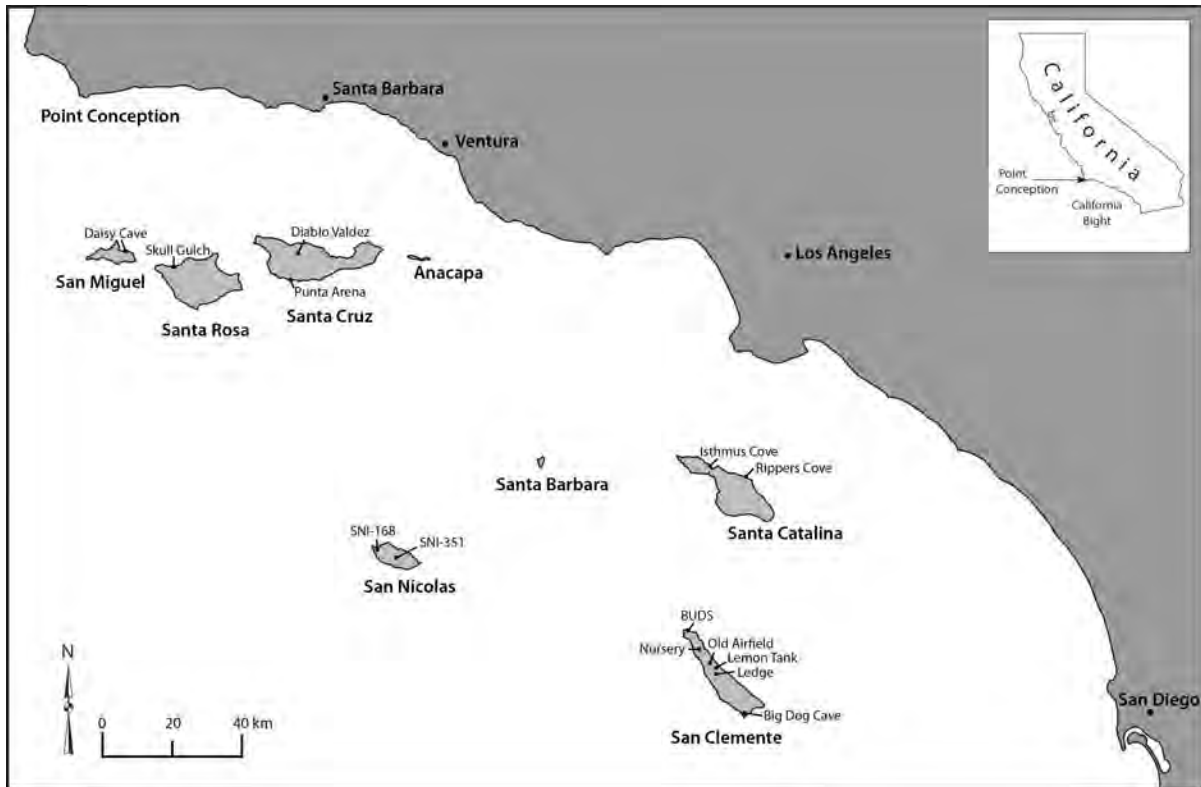 Santa Barbara
Point Conception
Ventura
California
Point
Conception
California
Bight
Daisy Cave
Skull Gulch
Diablo Valdez
Punta Arena
San Miguel
Santa Rosa
Santa Cruz
Anacapa
Los Angeles
Isthmus Cove
Rippers Cove
Santa Barbara
Santa Catalina
SNI-168
SNI-351
San Nicolas
BUDS
Nursery
Old Airfield
Lemon Tank
Ledge
Big Dog Cave
San Clemente
San Diego
N
0 20 40 km